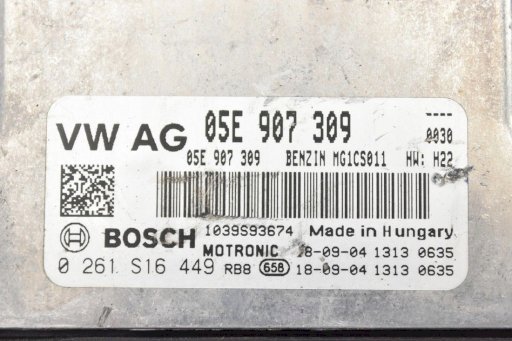 VW AG 05E 907 309 ----
0030
05E 907 309 BENZIN MG1CS011 HW: H22
BOSCH 1039S93674 Made in Hungary
MOTRONIC 18-09-04 1313 0635
0 261 S16 449 RB8 658 18-09-04 1313 0635